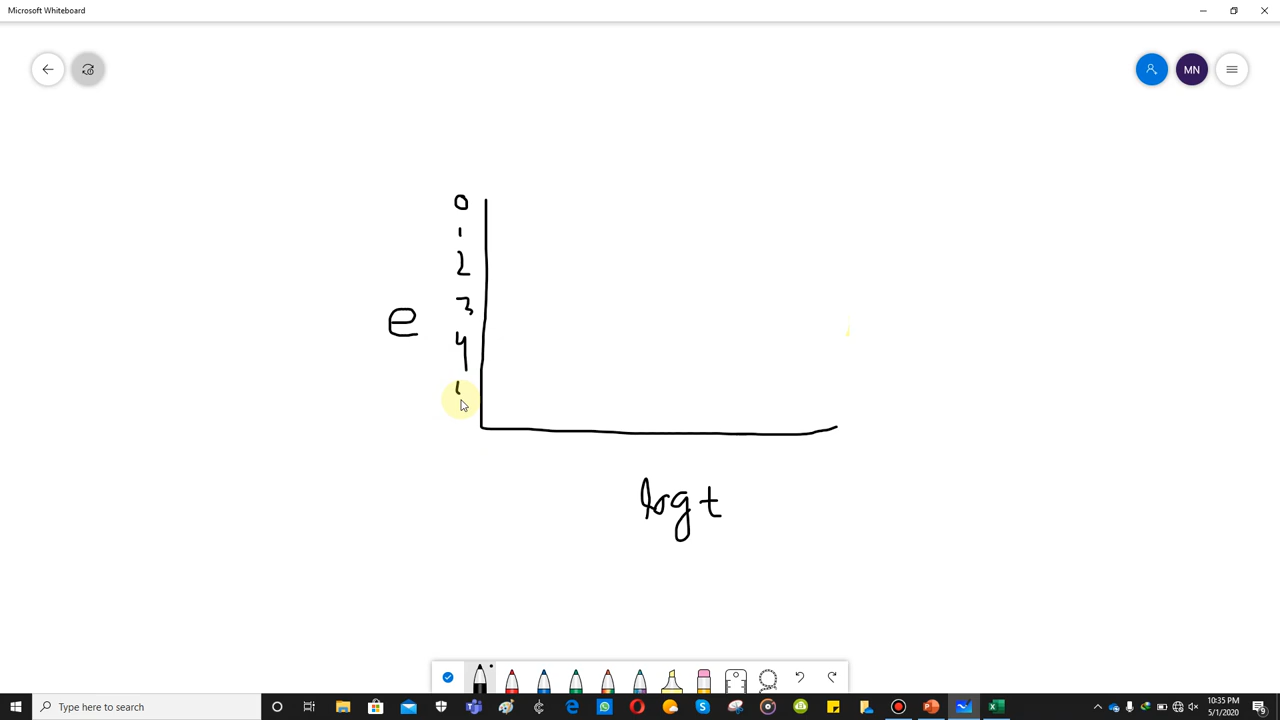 Microsoft Whiteboard
MN
0
1
2
3
e
4
log t
Type here to search
10:35 PM
5/1/2020